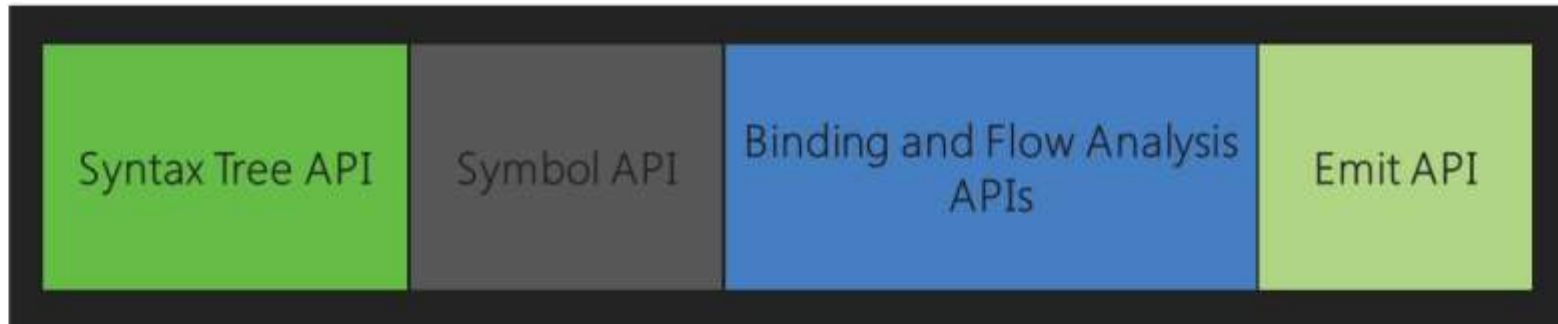 Syntax Tree API
Symbol API
Binding and Flow Analysis
APIs
Emit API